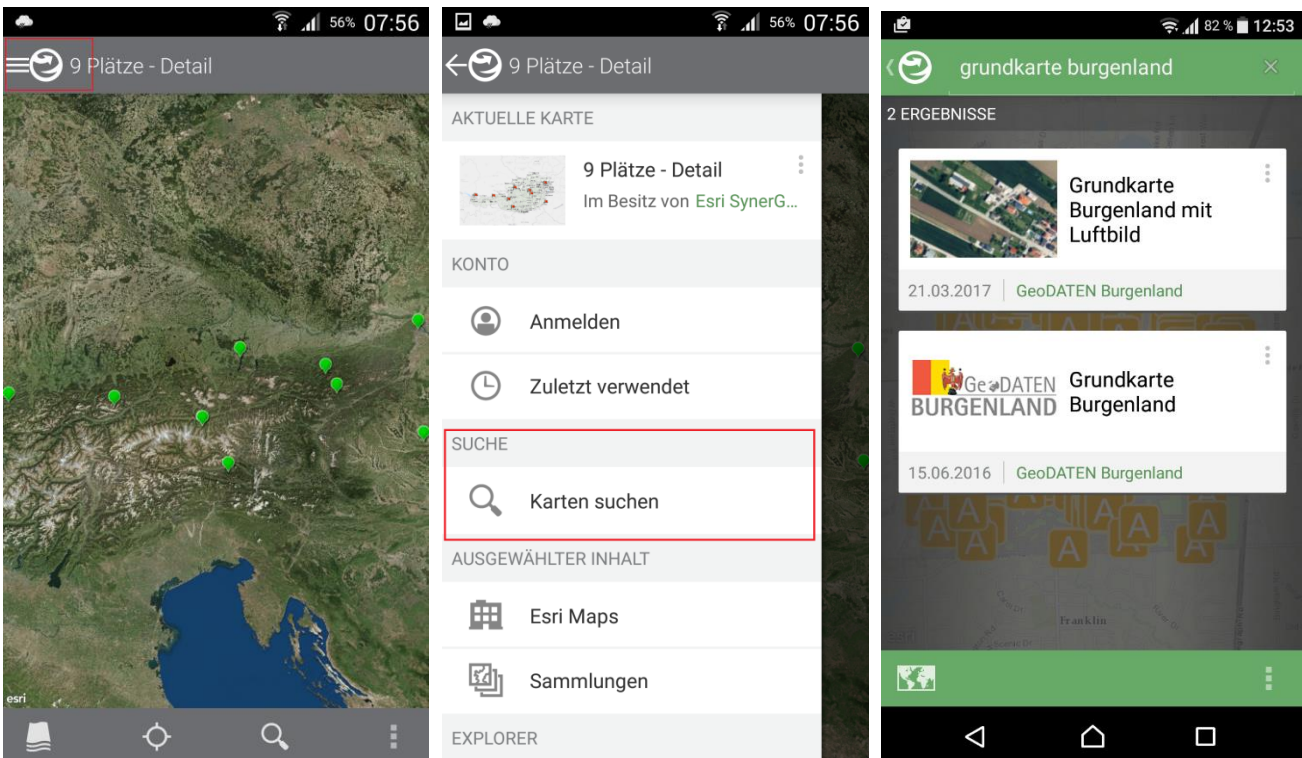 56% 07:56
9 Plätze - Detail
esri
56% 07:56
9 Plätze - Detail
AKTUELLE KARTE
9 Plätze - Detail
Im Besitz von Esri SynerG...
KONTO
Anmelden
Zuletzt verwendet
SUCHE
Karten suchen
AUSGEWÄHLTER INHALT
Esri Maps
Sammlungen
EXPLORER
82 % 12:53
grundkarte burgenland
2 ERGEBNISSE
Grundkarte
Burgenland mit
Luftbild
21.03.2017 GeoDATEN Burgenland
GeoDATEN
BURGENLAND
Grundkarte
Burgenland
15.06.2016 GeoDATEN Burgenland
A A A A A A A A
Franklin
esri